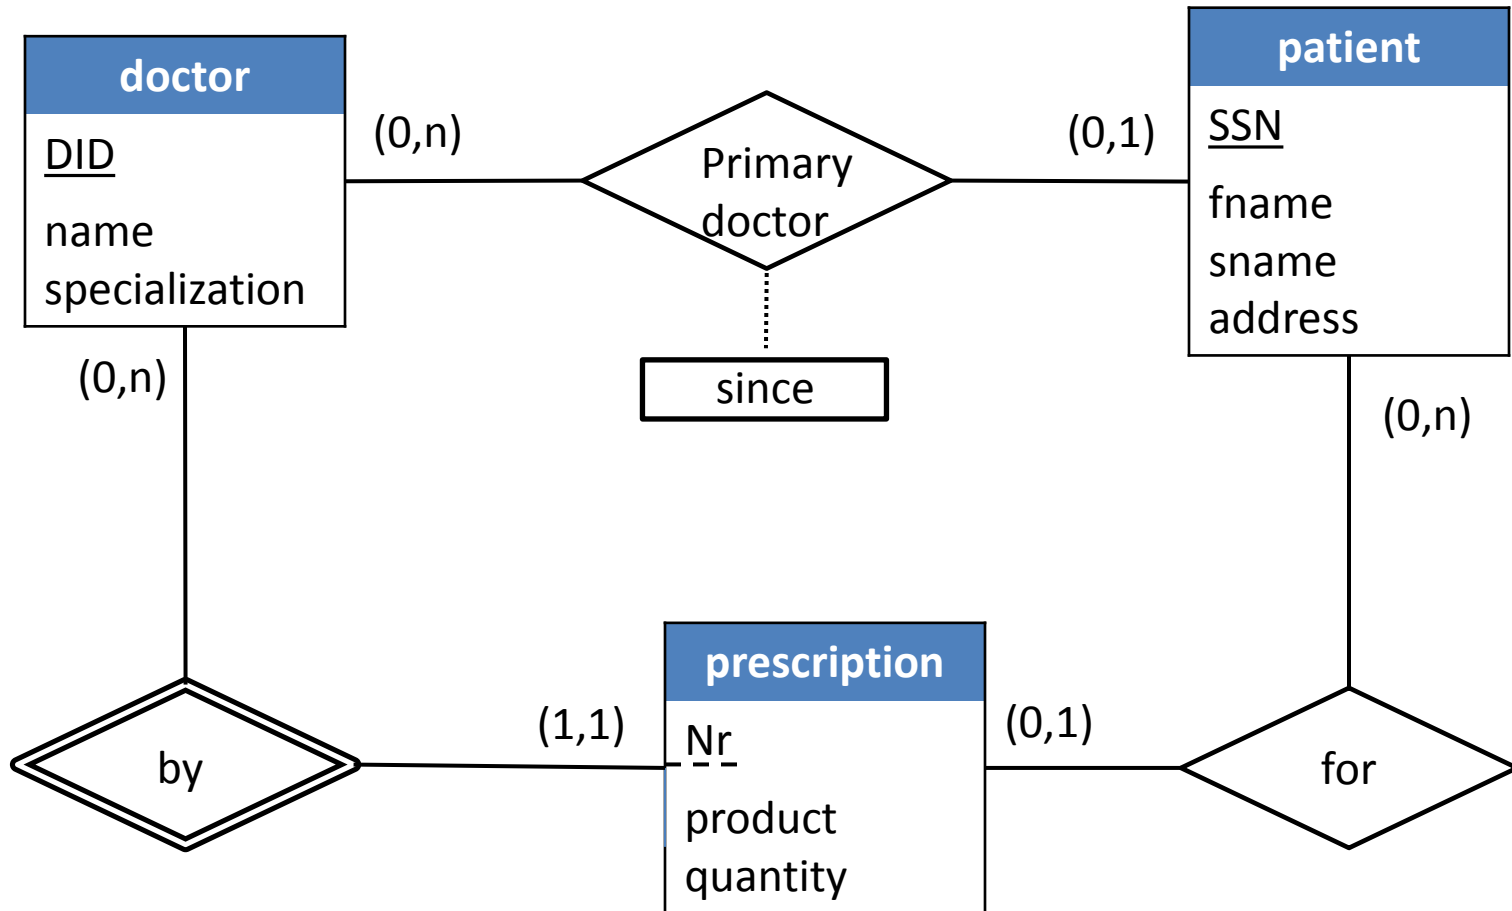 doctor
DID
name
specialization
(0,n)
Primary
doctor
since
(0,1)
patient
SSN
fname
sname
address
(0,n)
(0,n)
by
(1,1)
prescription
Nr
product
quantity
(0,1)
for